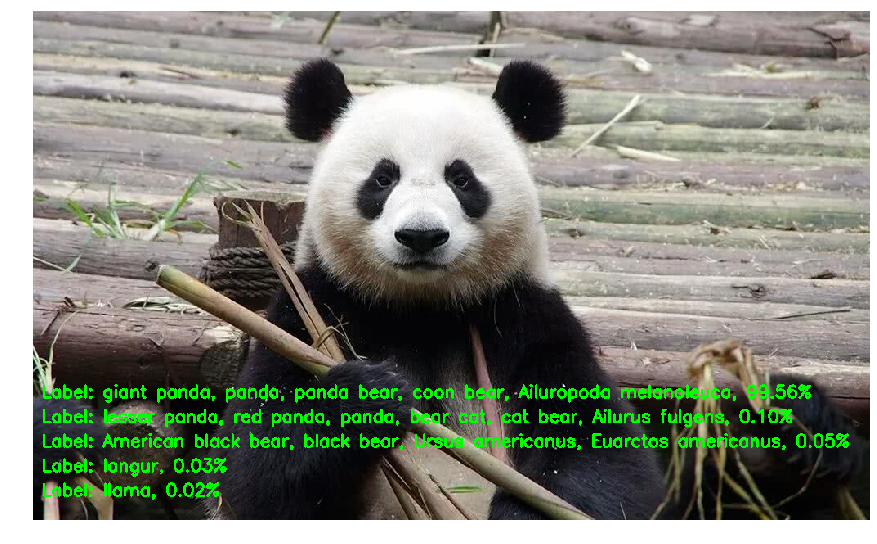 Label: giant panda, panda, panda bear, coon bear, Ailuropoda melanoleuca, 99.56%
Label: lesser panda, red panda, panda, bear cat, cat bear, Ailurus fulgens, 0.10%
Label: American black bear, black bear, Ursus americanus, Euarctos americanus, 0.05%
Label: langur, 0.03%
Label: llama, 0.02%